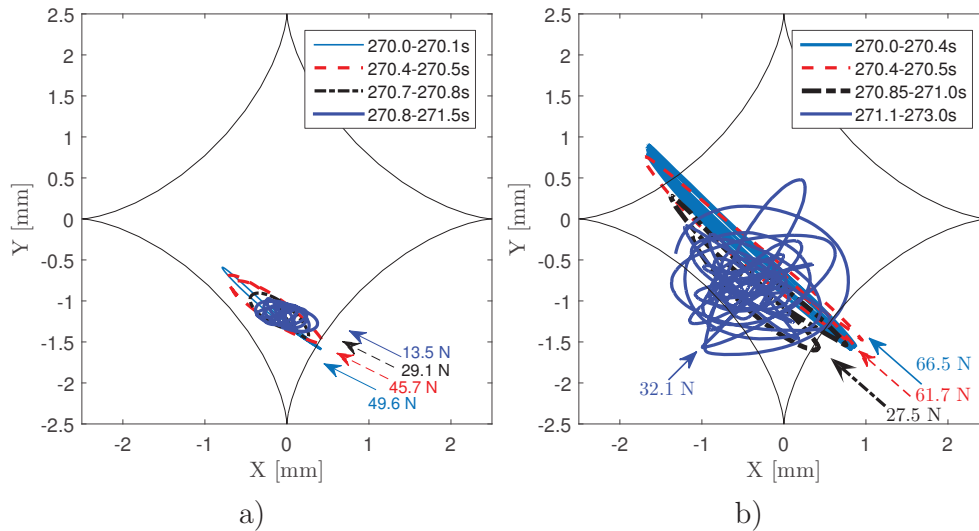 2.5
2
1.5
1
0.5
0
-0.5
-1
-1.5
-2
-2.5
-2
-1
0
1
2
Y [mm]
X [mm]
270.0-270.1s
270.4-270.5s
270.7-270.8s
270.8-271.5s
13.5 N
29.1 N
45.7 N
49.6 N
a)
2.5
2
1.5
1
0.5
0
-0.5
-1
-1.5
-2
-2.5
-2
-1
0
1
2
Y [mm]
X [mm]
270.0-270.4s
270.4-270.5s
270.85-271.0s
271.1-273.0s
32.1 N
66.5 N
61.7 N
27.5 N
b)